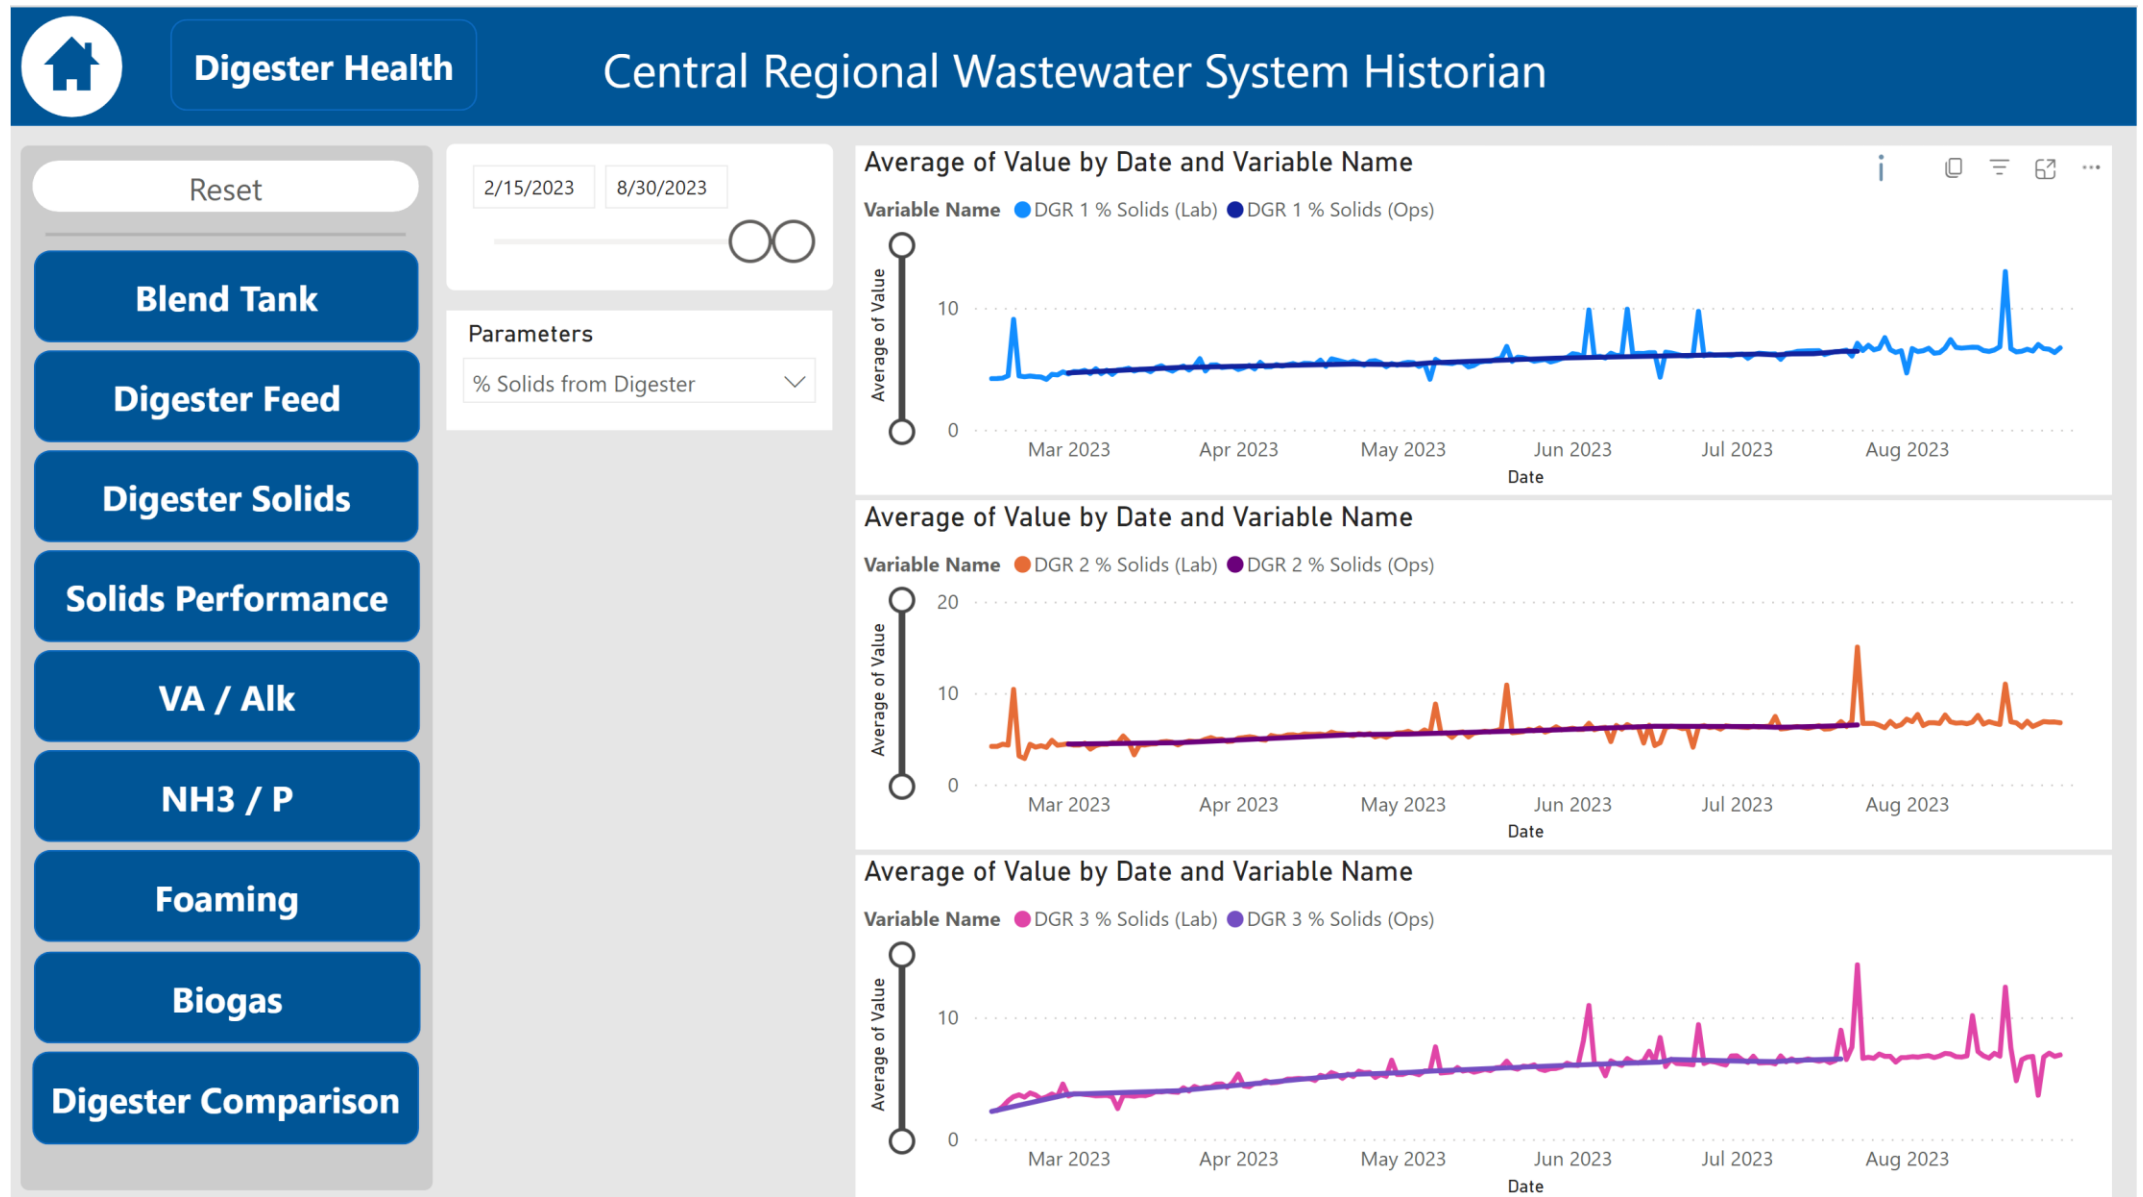 Digester Health
Central Regional Wastewater System Historian
Reset
Blend Tank
Digester Feed
Digester Solids
Solids Performance
VA / Alk
NH3 / P
Foaming
Biogas
Digester Comparison
2/15/2023 8/30/2023
Parameters
% Solids from Digester
Average of Value by Date and Variable Name
Variable Name DGR 1 % Solids (Lab) DGR 1 % Solids (Ops)
Average of Value
10
0
Mar 2023 Apr 2023 May 2023 Jun 2023 Jul 2023 Aug 2023
Date
Average of Value by Date and Variable Name
Variable Name DGR 2 % Solids (Lab) DGR 2 % Solids (Ops)
Average of Value
20
10
0
Mar 2023 Apr 2023 May 2023 Jun 2023 Jul 2023 Aug 2023
Date
Average of Value by Date and Variable Name
Variable Name DGR 3 % Solids (Lab) DGR 3 % Solids (Ops)
Average of Value
10
0
Mar 2023 Apr 2023 May 2023 Jun 2023 Jul 2023 Aug 2023
Date